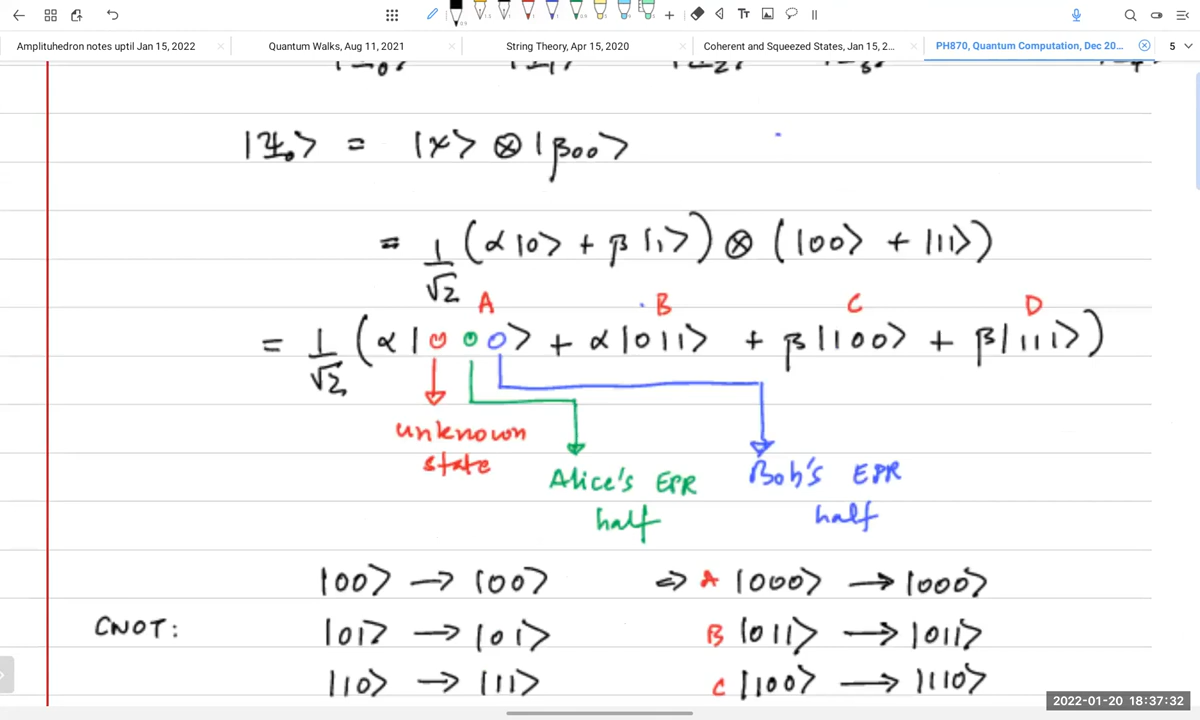 Amplituhedron notes uptil Jan 15, 2022
Quantum Walks, Aug 11, 2021
String Theory, Apr 15, 2020
Coherent and Squeezed States, Jan 15, 2...
PH870, Quantum Computation, Dec 20...
5
|Ψ₀⟩ = |χ⟩ ⊗ |β₀₀⟩
= 1/√2 (α|0⟩ + β|1⟩) ⊗ (|00⟩ + |11⟩)
A B C D
= 1/√2 (α|000⟩ + α|011⟩ + β|100⟩ + β|111⟩)
unknown
state
Alice's EPR
half
Bob's EPR
half
|00⟩ → |00⟩ ⇒ A |000⟩ → |000⟩
CNOT: |01⟩ → |01⟩ B |011⟩ → |011⟩
|10⟩ → |11⟩ C |100⟩ → |110⟩
2022-01-20 18:37:32